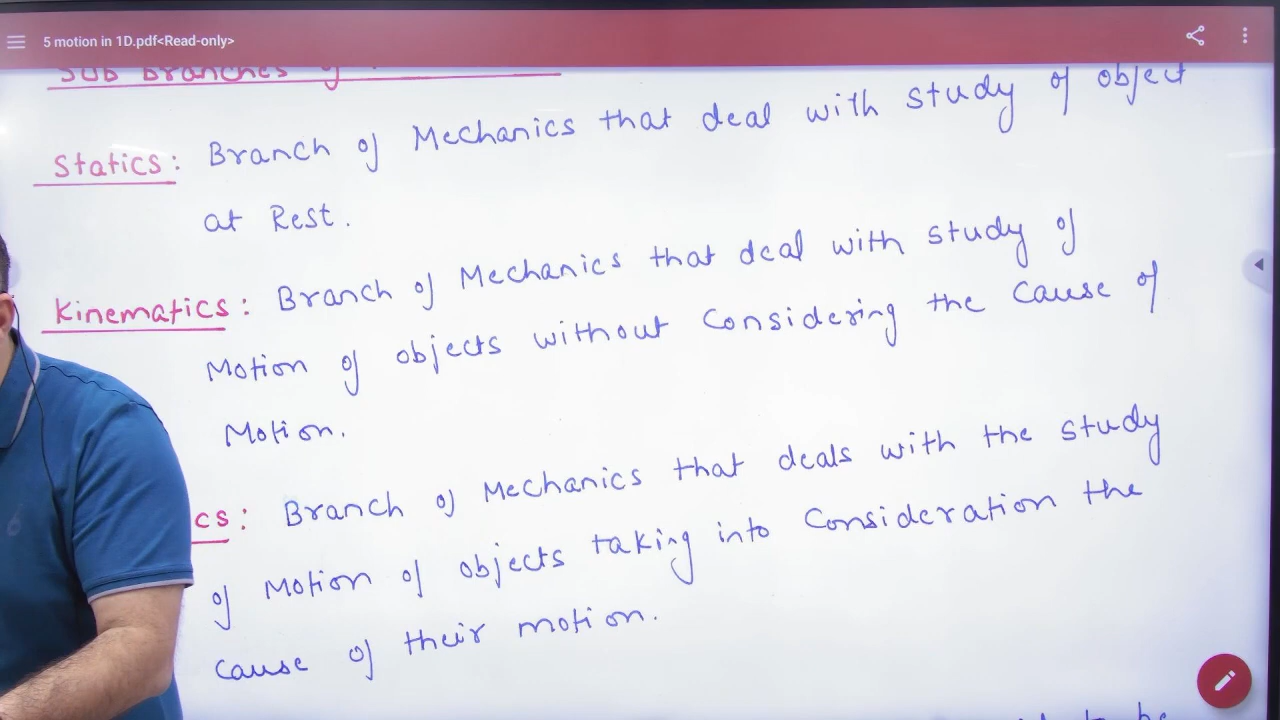 5 motion in 1D.pdf<Read-only>
Sub Branches of
Statics: Branch of Mechanics that deal with study of object
at Rest.
Kinematics: Branch of Mechanics that deal with study of
Motion of objects without Considering the Cause of
Motion.
cs: Branch of Mechanics that deals with the study
of Motion of objects taking into Consideration the
Cause of their motion.